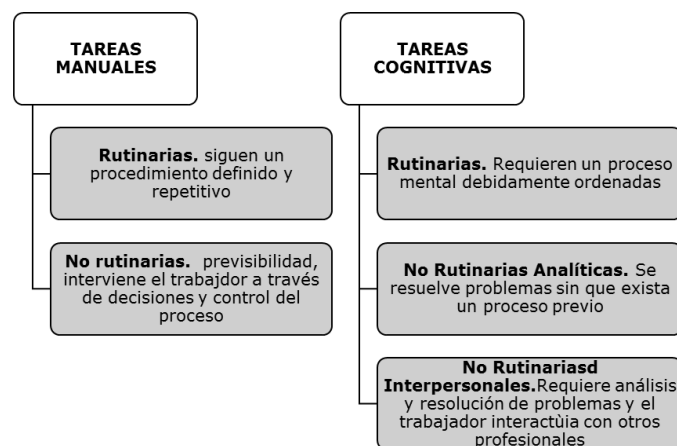 TAREAS
MANUALES
Rutinarias. siguen un
procedimiento definido y
repetitivo
No rutinarias. previsibilidad,
interviene el trabajdor a través
de decisiones y control del
proceso
TAREAS
COGNITIVAS
Rutinarias. Requieren un proceso
mental debidamente ordenadas
No Rutinarias Analíticas. Se
resuelve problemas sin que exista
un proceso previo
No Rutinariasd
Interpersonales.Requiere análisis
y resolución de problemas y el
trabajador interactùia con otros
profesionales